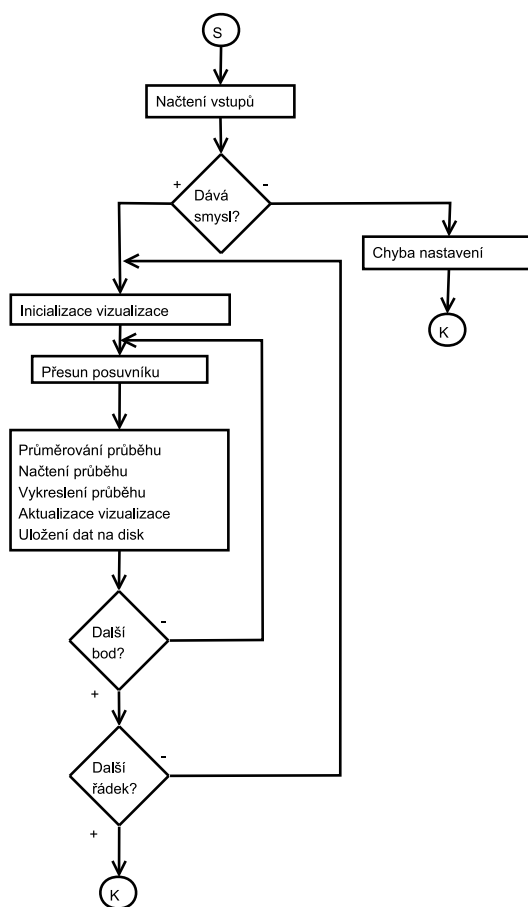 S
Načtení vstupů
+
-
Dává
smysl?
Chyba nastavení
K
Inicializace vizualizace
Přesun posuvníku
Průměrování průběhu
Načtení průběhu
Vykreslení průběhu
Aktualizace vizualizace
Uložení dat na disk
Další
bod?
-
+
Další
řádek?
-
+
K